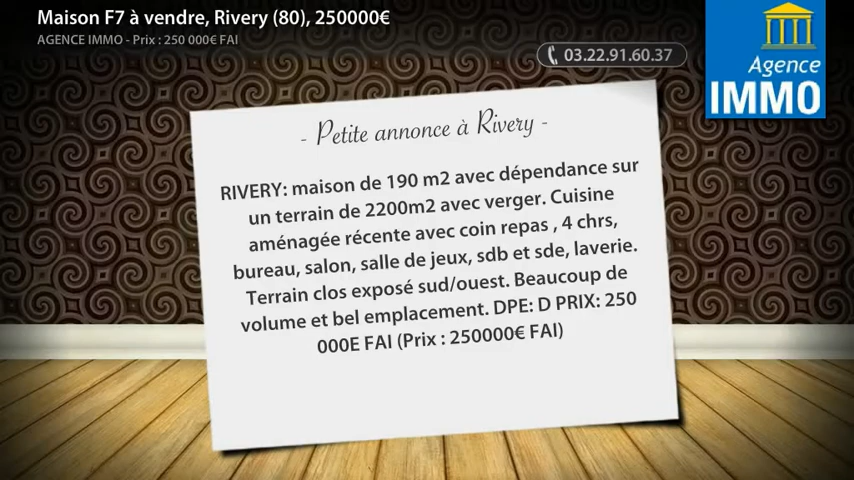 Maison F7 à vendre, Rivery (80), 250000€
AGENCE IMMO - Prix : 250 000€ FAI
03.22.91.60.37
Agence
IMMO
- Petite annonce à Rivery -
RIVERY: maison de 190 m2 avec dépendance sur
un terrain de 2200m2 avec verger. Cuisine
aménagée récente avec coin repas , 4 chrs,
bureau, salon, salle de jeux, sdb et sde, laverie.
Terrain clos exposé sud/ouest. Beaucoup de
volume et bel emplacement. DPE: D PRIX: 250
000E FAI (Prix : 250000€ FAI)